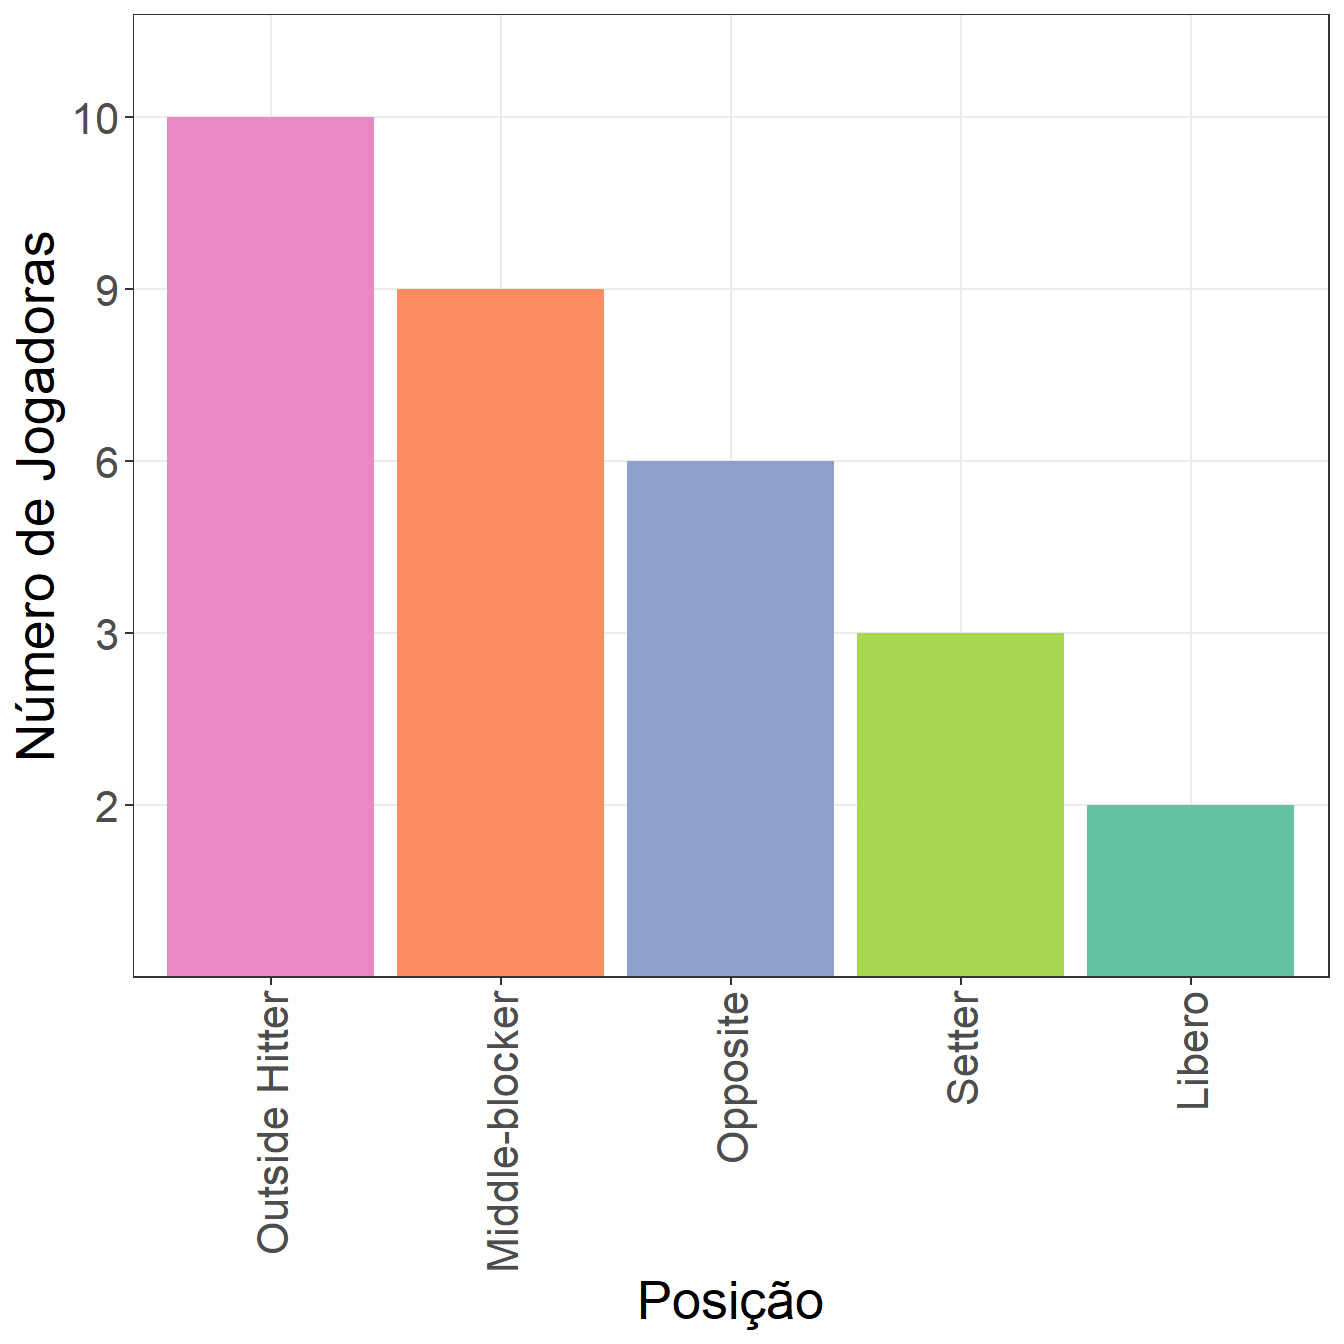 Número de Jogadoras
10
9
6
3
2
Outside Hitter
Middle-blocker
Opposite
Setter
Libero
Posição